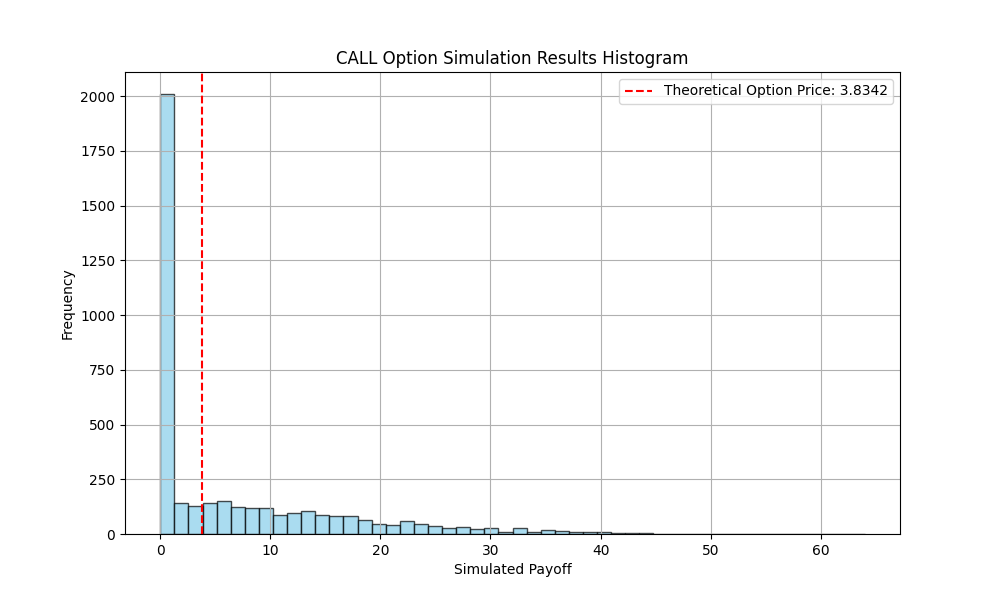 CALL Option Simulation Results Histogram
Theoretical Option Price: 3.8342
Frequency
2000
1750
1500
1250
1000
750
500
250
0
0 10 20 30 40 50 60
Simulated Payoff